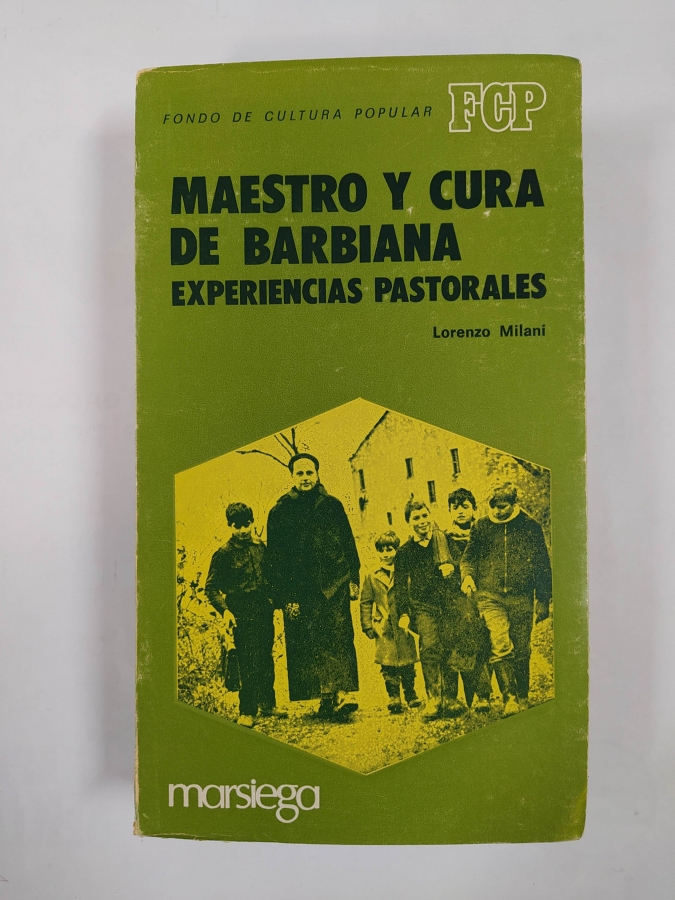 FONDO DE CULTURA POPULAR FCP
MAESTRO Y CURA
DE BARBIANA
EXPERIENCIAS PASTORALES
Lorenzo Milani
marsiega